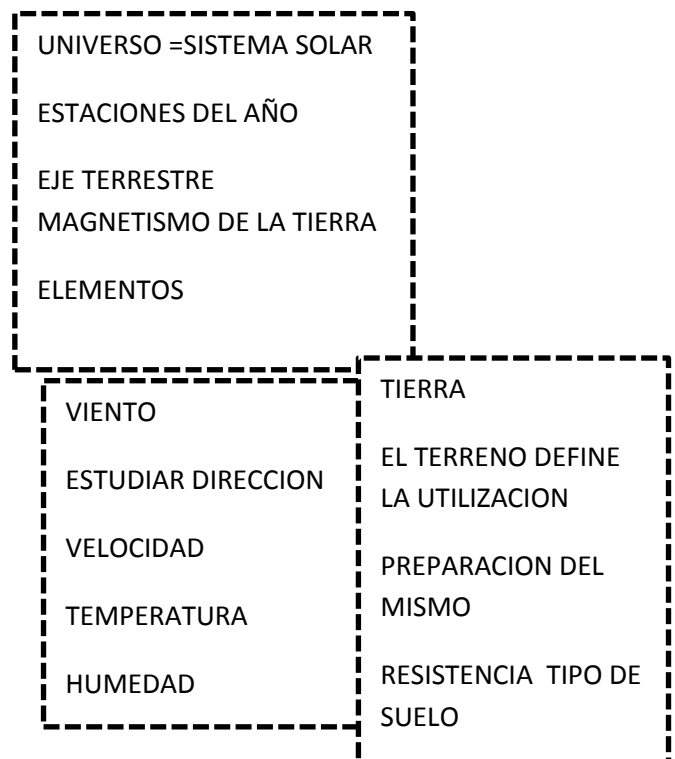 UNIVERSO =SISTEMA SOLAR
ESTACIONES DEL AÑO
EJE TERRESTRE
MAGNETISMO DE LA TIERRA
ELEMENTOS
VIENTO
ESTUDIAR DIRECCION
VELOCIDAD
TEMPERATURA
HUMEDAD
TIERRA
EL TERRENO DEFINE
LA UTILIZACION
PREPARACION DEL
MISMO
RESISTENCIA TIPO DE
SUELO